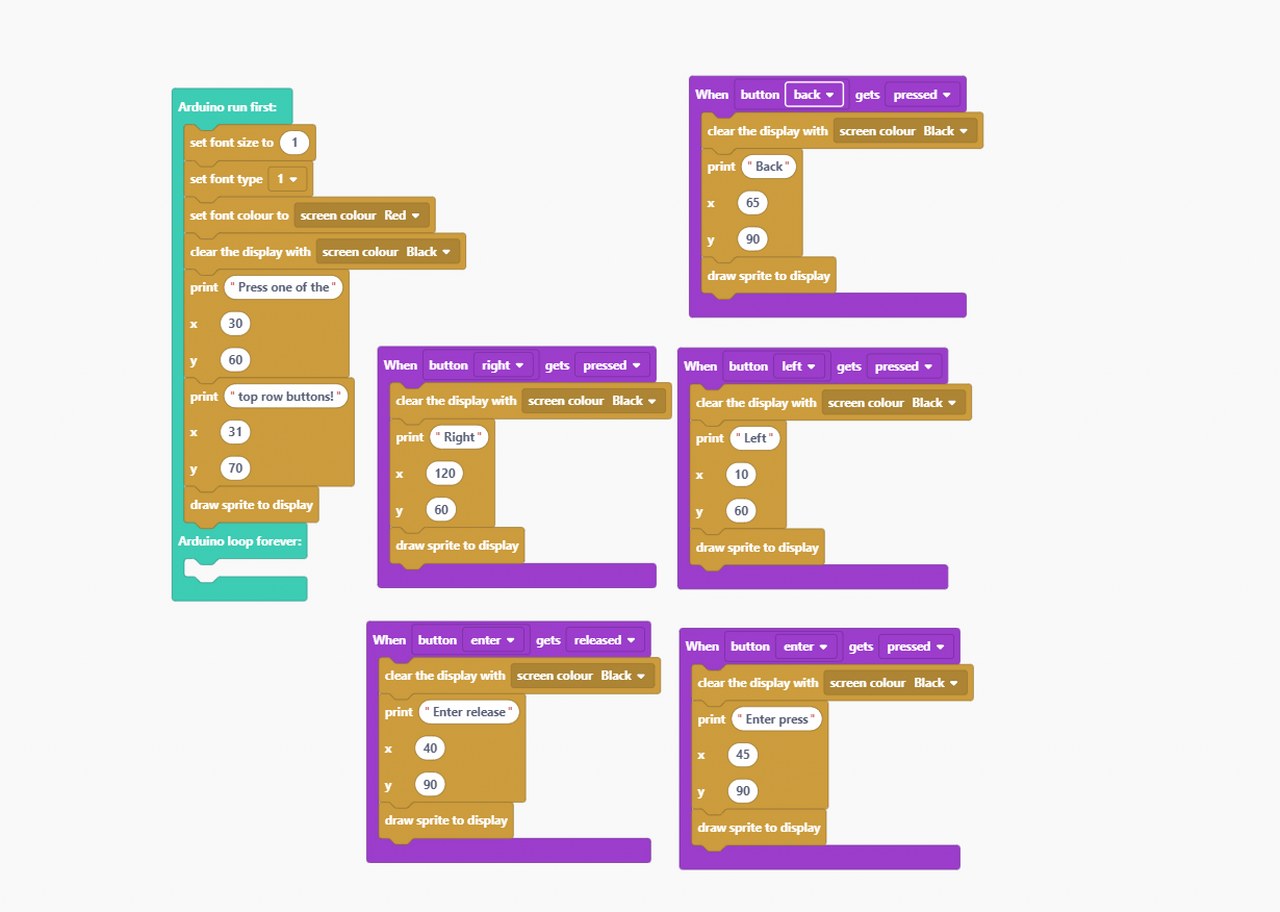 Arduino run first:
set font size to 1
set font type 1
set font colour to screen colour Red
clear the display with screen colour Black
print " Press one of the "
x 30
y 60
print " top row buttons! "
x 31
y 70
draw sprite to display
Arduino loop forever:
When button back gets pressed
clear the display with screen colour Black
print " Back "
x 65
y 90
draw sprite to display
When button right gets pressed
clear the display with screen colour Black
print " Right "
x 120
y 60
draw sprite to display
When button left gets pressed
clear the display with screen colour Black
print " Left "
x 10
y 60
draw sprite to display
When button enter gets released
clear the display with screen colour Black
print " Enter release "
x 40
y 90
draw sprite to display
When button enter gets pressed
clear the display with screen colour Black
print " Enter press "
x 45
y 90
draw sprite to display